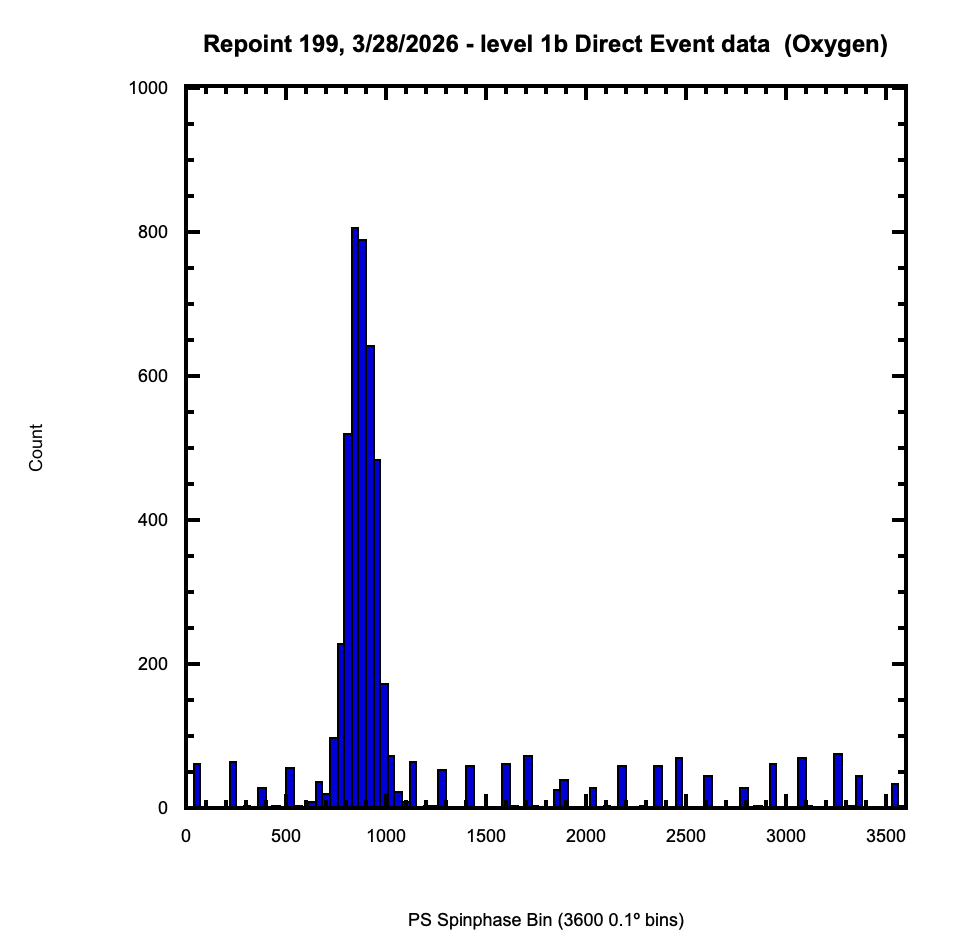 Repoint 199, 3/28/2026 - level 1b Direct Event data  (Oxygen)
1000
800
600
400
200
0
Count
0 500 1000 1500 2000 2500 3000 3500
PS Spinphase Bin (3600 0.1º bins)